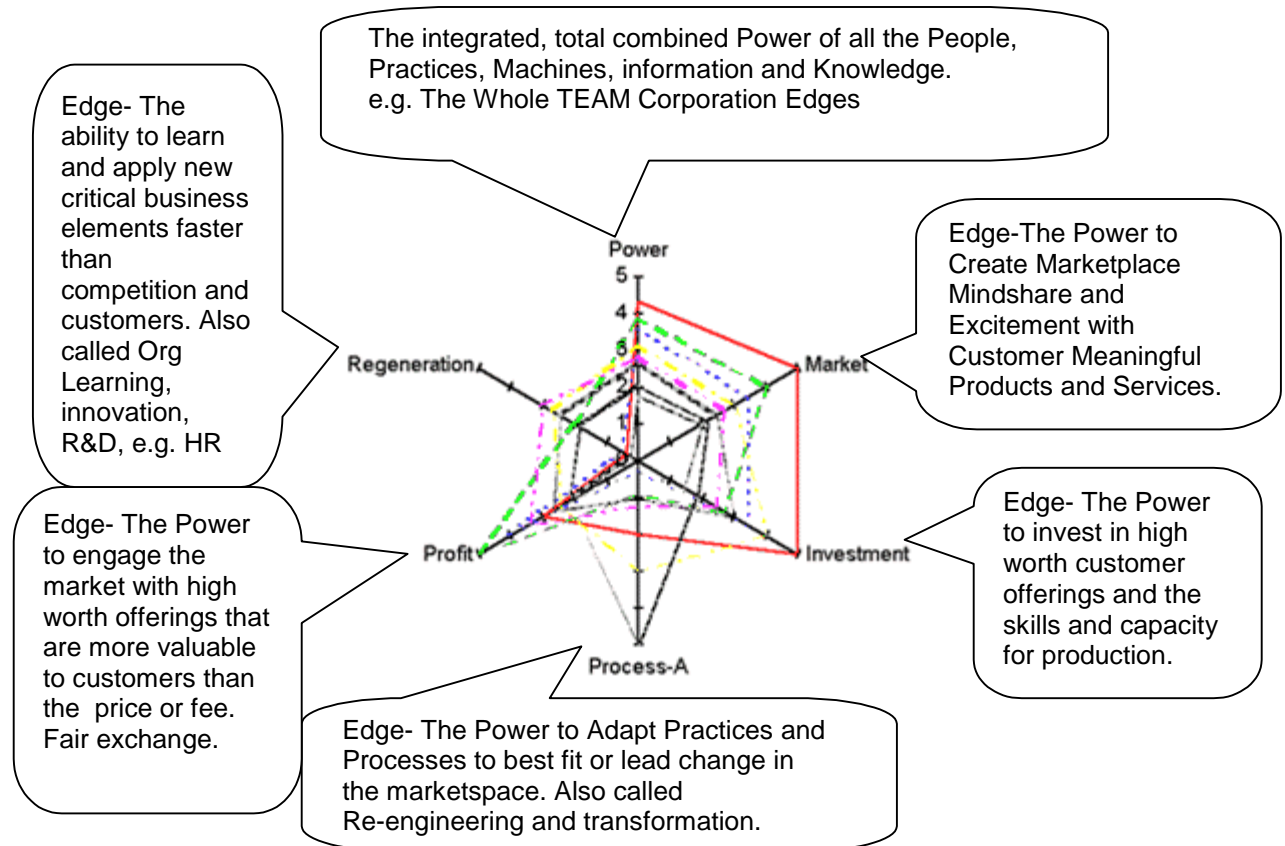 The integrated, total combined Power of all the People,
Practices, Machines, information and Knowledge.
e.g. The Whole TEAM Corporation Edges
Edge- The
ability to learn
and apply new
critical business
elements faster
than
competition and
customers. Also
called Org
Learning,
innovation,
R&D, e.g. HR
Edge-The Power to
Create Marketplace
Mindshare and
Excitement with
Customer Meaningful
Products and Services.
Power
5
4
3
2
1
0
Market
Regeneration
Investment
Profit
Process-A
Edge- The Power
to engage the
market with high
worth offerings that
are more valuable
to customers than
the price or fee.
Fair exchange.
Edge- The Power
to invest in high
worth customer
offerings and the
skills and capacity
for production.
Edge- The Power to Adapt Practices and
Processes to best fit or lead change in
the marketspace. Also called
Re-engineering and transformation.